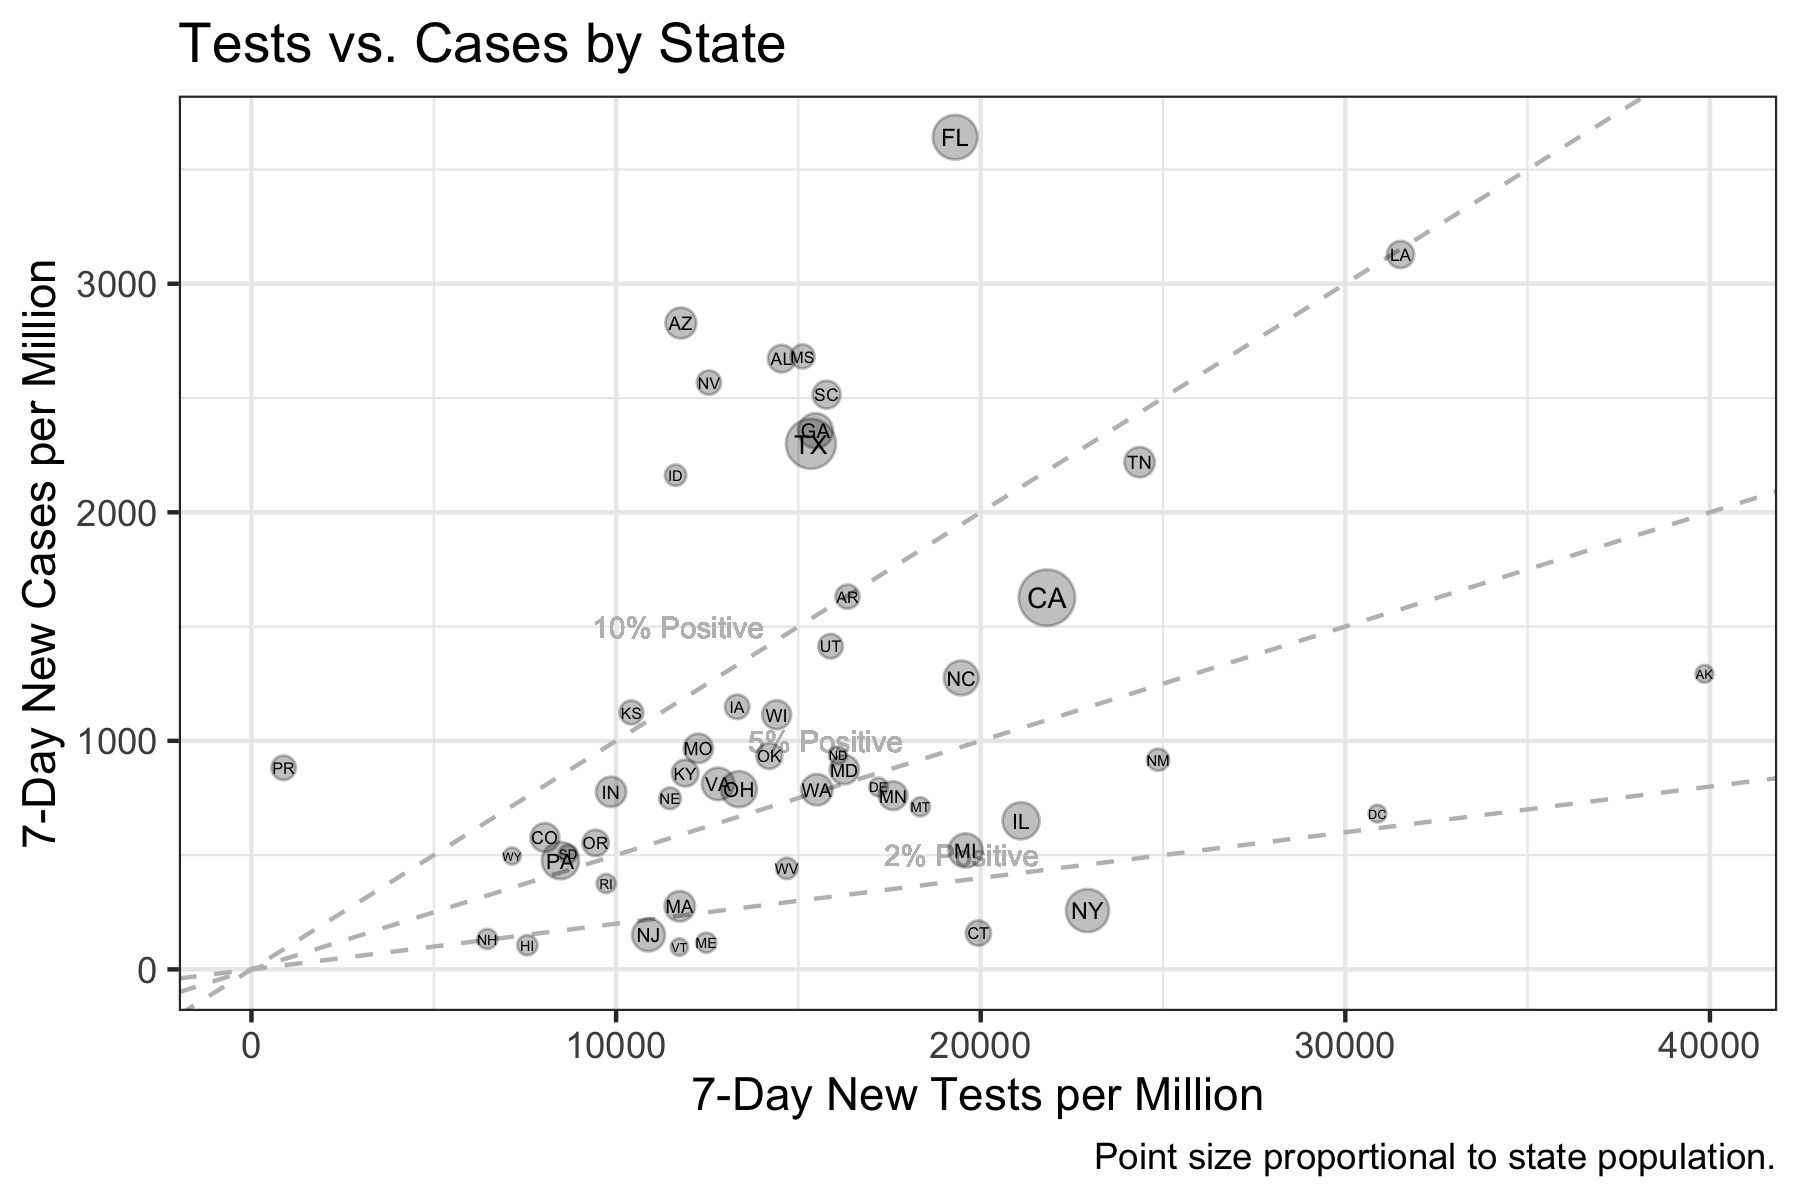 Tests vs. Cases by State
7-Day New Cases per Million
3000
2000
1000
0
FL
LA
AZ
AL
MS
NV
SC
GA
TX
TN
ID
AR
CA
10% Positive
UT
NC
AK
KS
IA
WI
5% Positive
MO
OK
ND
NM
PR
KY
MD
IN
NE
VA
OH
WA
DE
MN
MT
DC
CO
OR
IL
WY
SD
PA
MI
2% Positive
RI
WV
MA
NY
NH
HI
NJ
VT
ME
CT
0
10000
20000
30000
40000
7-Day New Tests per Million
Point size proportional to state population.